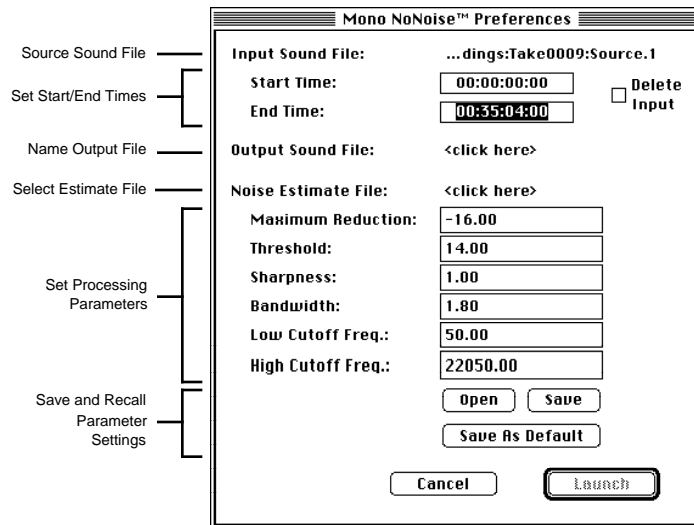 Mono NoNoise™ Preferences
Source Sound File
Input Sound File: ...dings:Take0009:Source.1
Set Start/End Times
Start Time: 00:00:00:00
End Time: 00:35:04:00
Delete
Input
Name Output File
Output Sound File: <click here>
Select Estimate File
Noise Estimate File: <click here>
Set Processing
Parameters
Maximum Reduction: -16.00
Threshold: 14.00
Sharpness: 1.00
Bandwidth: 1.80
Low Cutoff Freq.: 50.00
High Cutoff Freq.: 22050.00
Save and Recall
Parameter
Settings
Open Save
Save As Default
Cancel Launch